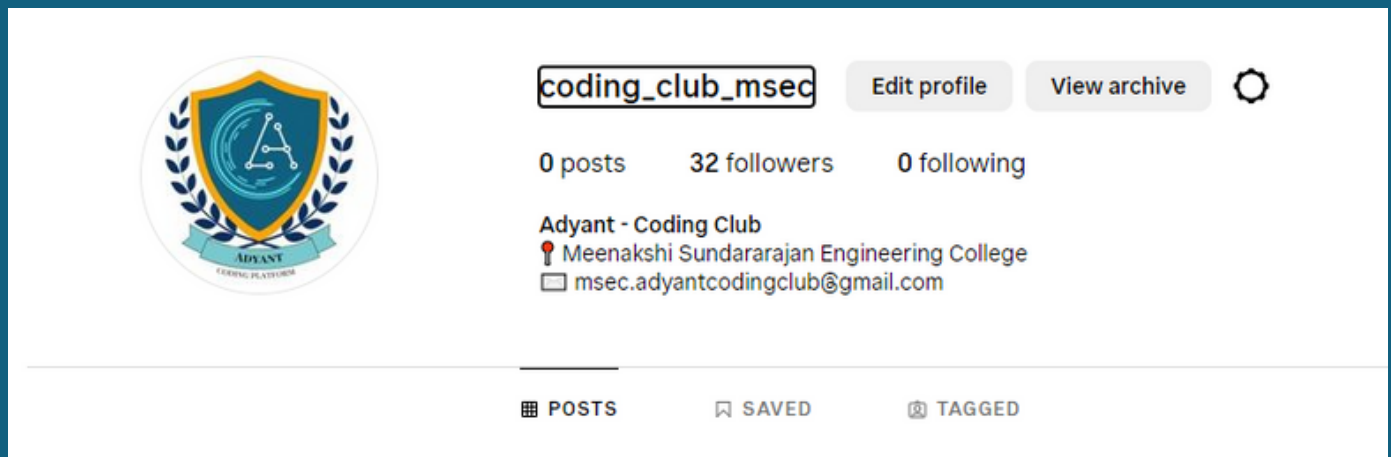 coding_club_msec Edit profile View archive
0 posts 32 followers 0 following
Adyant - Coding Club
Meenakshi Sundararajan Engineering College
msec.adyantcodingclub@gmail.com
ADYANT
CODING PLATFORM
POSTS SAVED TAGGED